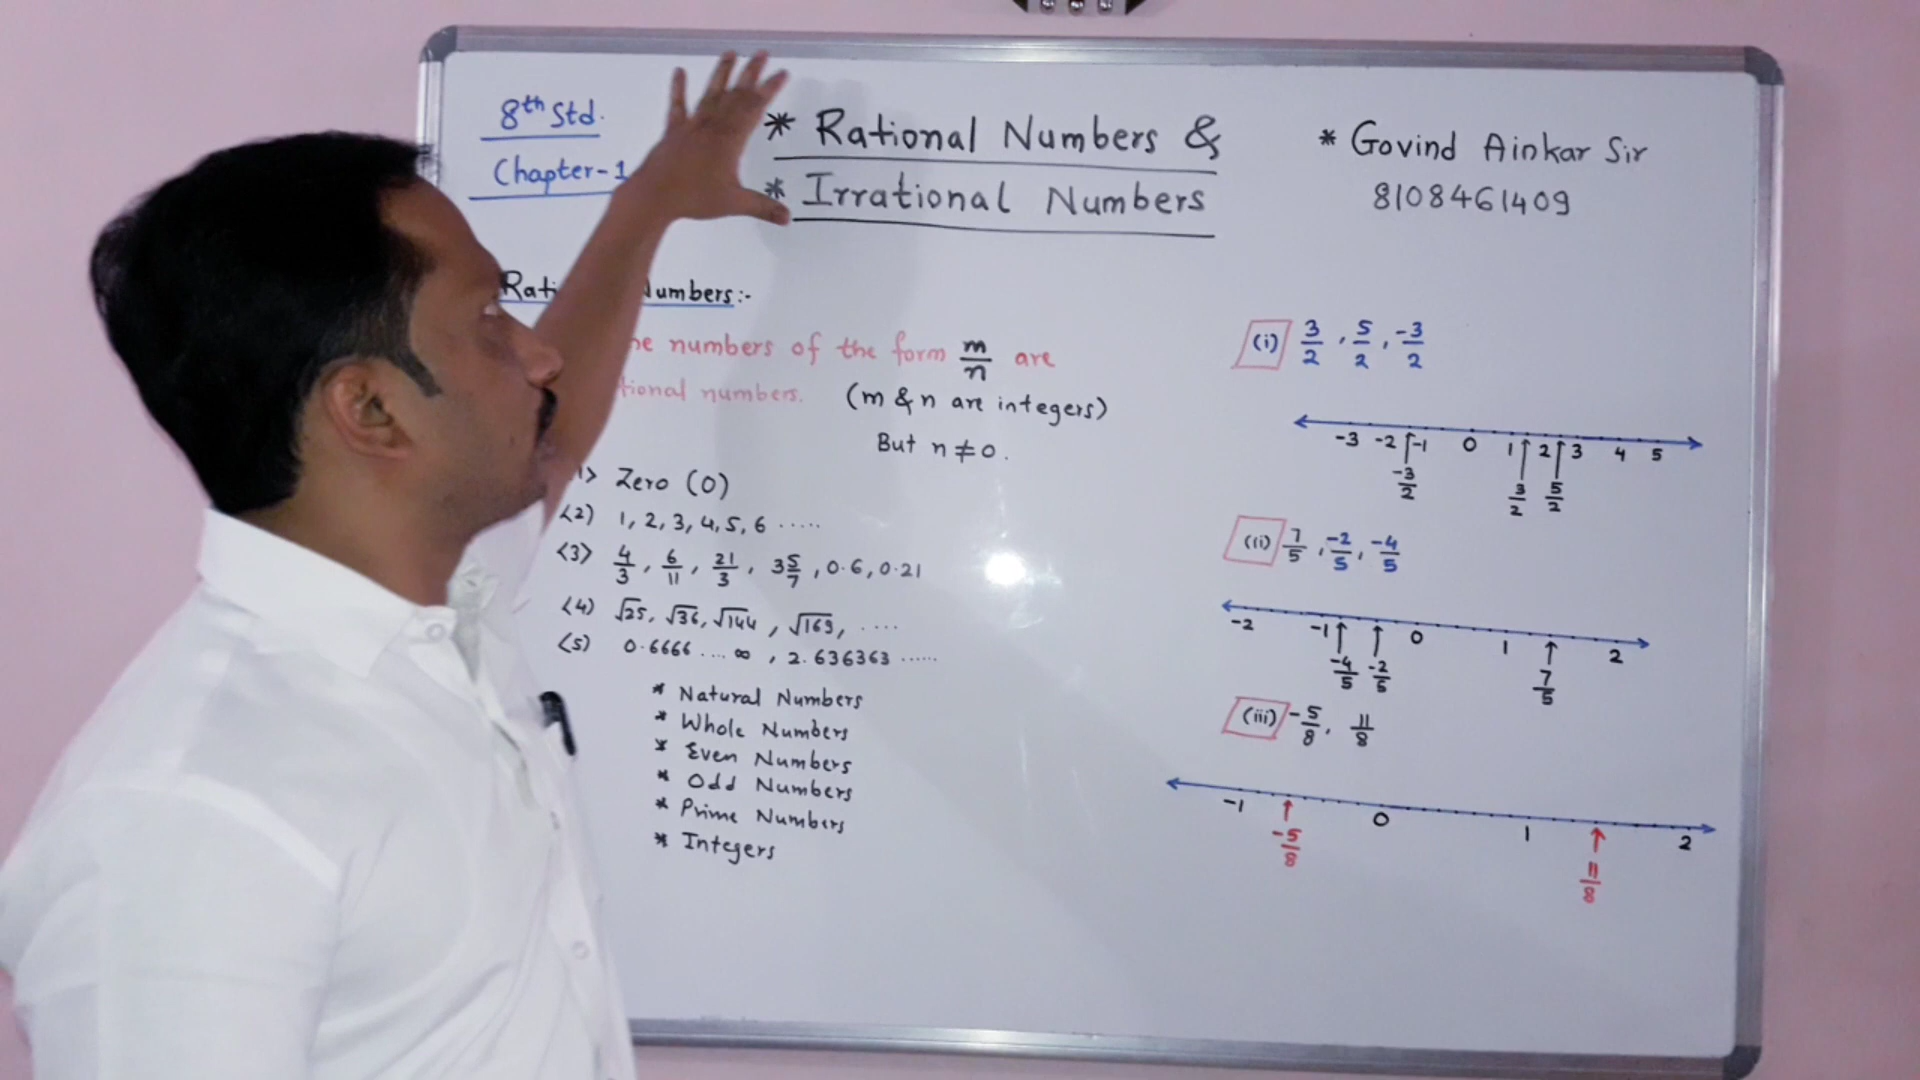 8th Std.
Chapter-1
* Rational Numbers &
* Irrational Numbers
* Govind Ainkar Sir
8108461409
Numbers:-
numbers of the form m/n are
numbers. (m & n are integers)
But n ≠ 0.
1> Zero (0)
<2) 1, 2, 3, 4, 5, 6 .....
<3> 4/3, 6/11, 21/3, 3 5/7, 0.6, 0.21
<4) √25, √36, √144, √169, ....
<5) 0.6666 .... ∞, 2.636363 ......
* Natural Numbers
* Whole Numbers
* Even Numbers
* Odd Numbers
* Prime Numbers
* Integers
(i) 3/2, 5/2, -3/2
-3 -2 -1 0 1 2 3 4 5
-3/2 3/2 5/2
(ii) 7/5, -2/5, -4/5
-2 -1 0 1 2
-4/5 -2/5 7/5
(iii) -5/8, 11/8
-1 0 1 2
-5/8 11/8